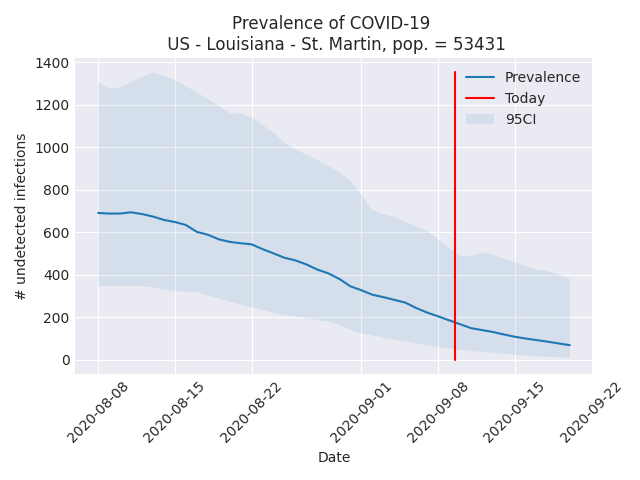 Prevalence of COVID-19
US - Louisiana - St. Martin, pop. = 53431
1400
1200
1000
800
600
400
200
0
# undetected infections
Prevalence
Today
95CI
2020-08-08
2020-08-15
2020-08-22
2020-09-01
2020-09-08
2020-09-15
2020-09-22
Date